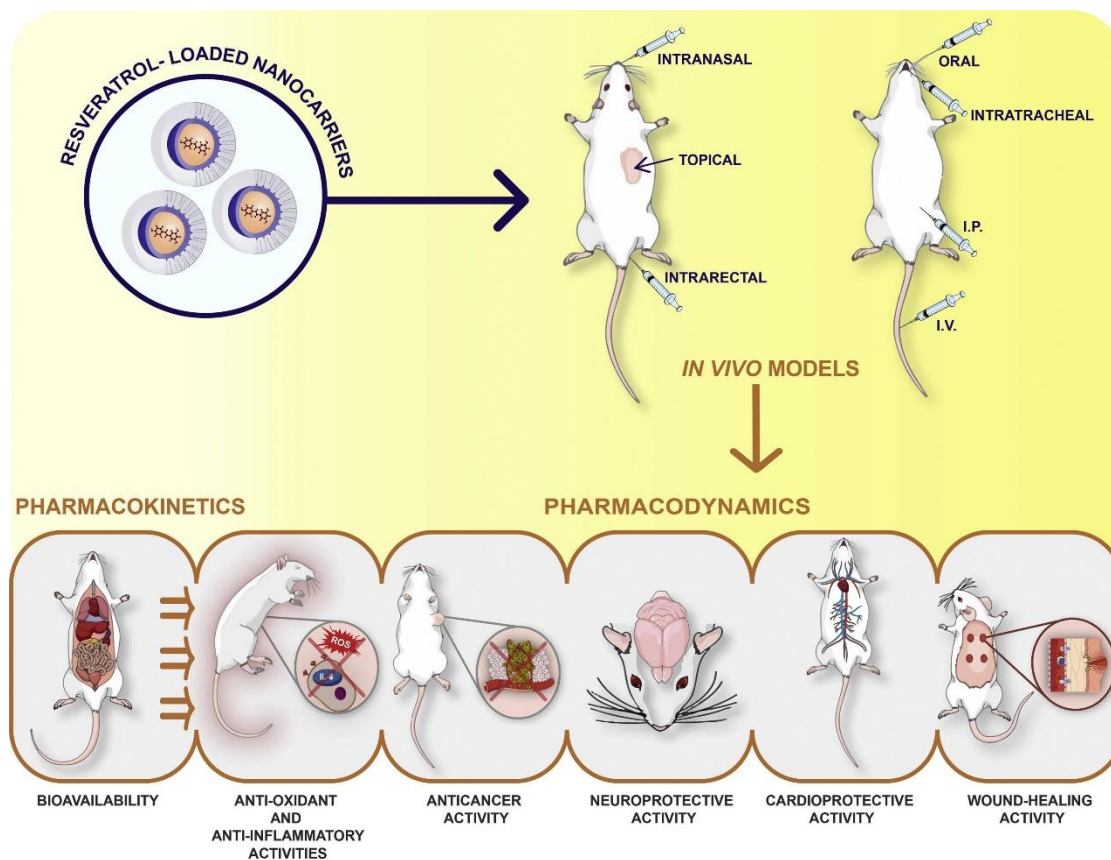 RESVERATROL- LOADED NANOCARRIERS
INTRANASAL
TOPICAL
INTRARECTAL
ORAL
INTRATRACHEAL
I.P.
I.V.
IN VIVO MODELS
PHARMACOKINETICS
PHARMACODYNAMICS
ROS
IL-6
BIOAVAILABILITY
ANTI-OXIDANT
AND
ANTI-INFLAMMATORY
ACTIVITIES
ANTICANCER
ACTIVITY
NEUROPROTECTIVE
ACTIVITY
CARDIOPROTECTIVE
ACTIVITY
WOUND-HEALING
ACTIVITY